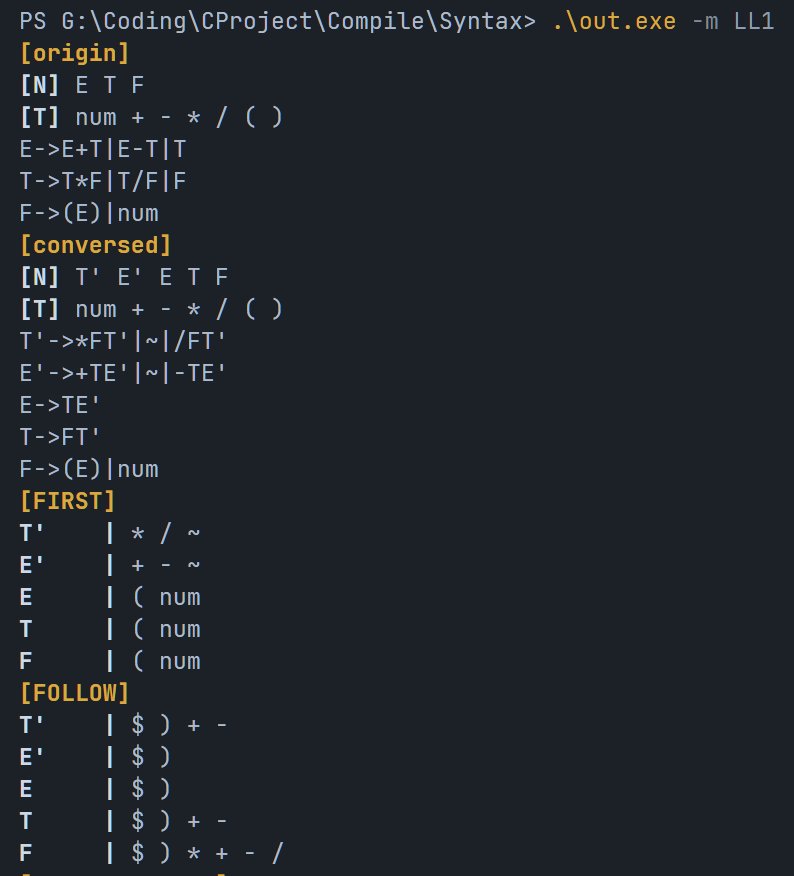 PS G:\Coding\CProject\Compile\Syntax> .\out.exe -m LL1
[origin]
[N] E T F
[T] num + - * / ( )
E->E+T|E-T|T
T->T*F|T/F|F
F->(E)|num
[conversed]
[N] T' E' E T F
[T] num + - * / ( )
T'->*FT'|~|/FT'
E'->+TE'|~|-TE'
E->TE'
T->FT'
F->(E)|num
[FIRST]
T' | * / ~
E' | + - ~
E | ( num
T | ( num
F | ( num
[FOLLOW]
T' | $ ) + -
E' | $ )
E | $ )
T | $ ) + -
F | $ ) * + - /